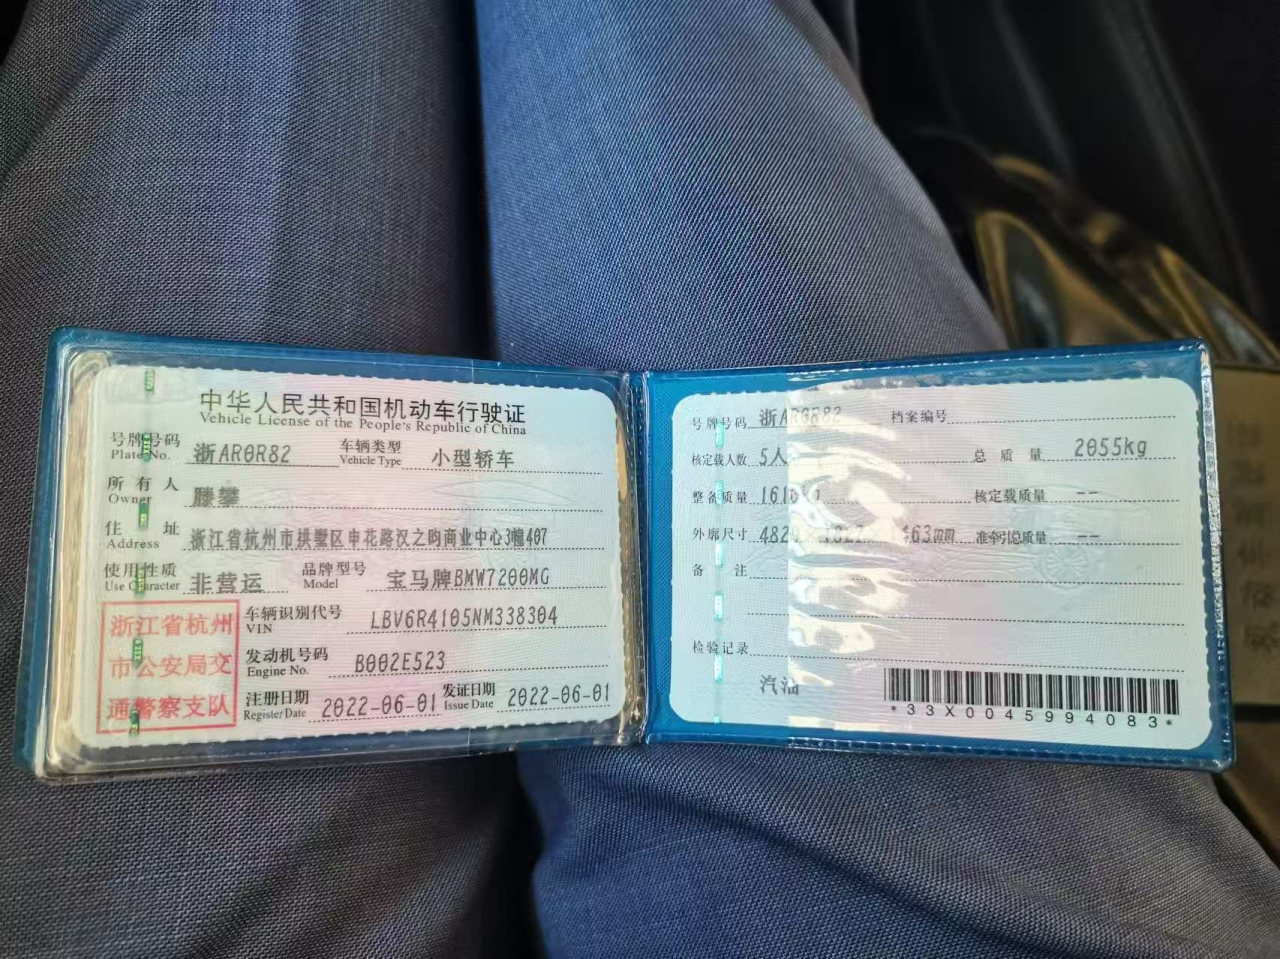 中华人民共和国机动车行驶证
Vehicle License of the People's Republic of China
号牌号码 浙AR0R82 车辆类型 小型轿车
Plate No. Vehicle Type
所有人 滕攀
Owner
住址 浙江省杭州市拱墅区申花路汉之昀商业中心3幢407
Address
使用性质 非营运 品牌型号 宝马牌BMW7200MG
Use Character Model
浙江省杭州
市公安局交
通警察支队
车辆识别代号 LBV6R4105NM338304
VIN
发动机号码 B002E523
Engine No.
注册日期 2022-06-01 发证日期 2022-06-01
Register Date Issue Date
号牌号码 浙AR0R82 档案编号
核定载人数 5人 总质量 2055kg
整备质量 核定载质量 --
外廓尺寸 准牵引总质量 --
备注
检验记录
汽油
*33X0045994083*